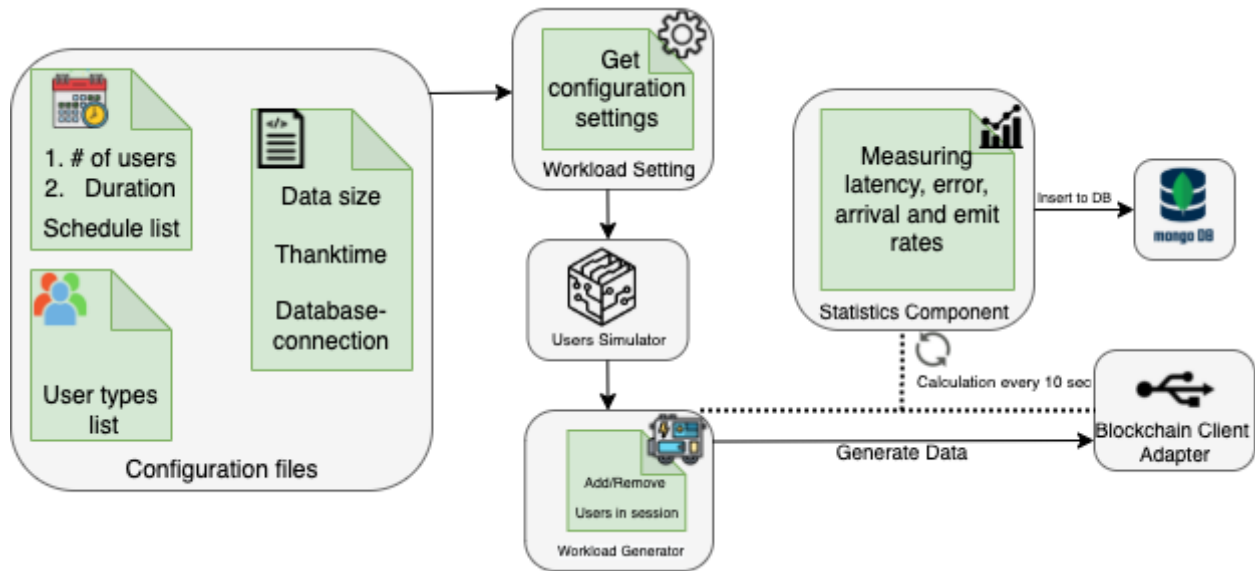 1. # of users
2. Duration
Schedule list
User types
list
</>
Data size
Thanktime
Database-
connection
Configuration files
Get
configuration
settings
Workload Setting
Users Simulator
Add/Remove
Users in session
Workload Generator
Generate Data
Measuring
latency, error,
arrival and emit
rates
Statistics Component
Insert to DB
mongo DB
Calculation every 10 sec
Blockchain Client
Adapter